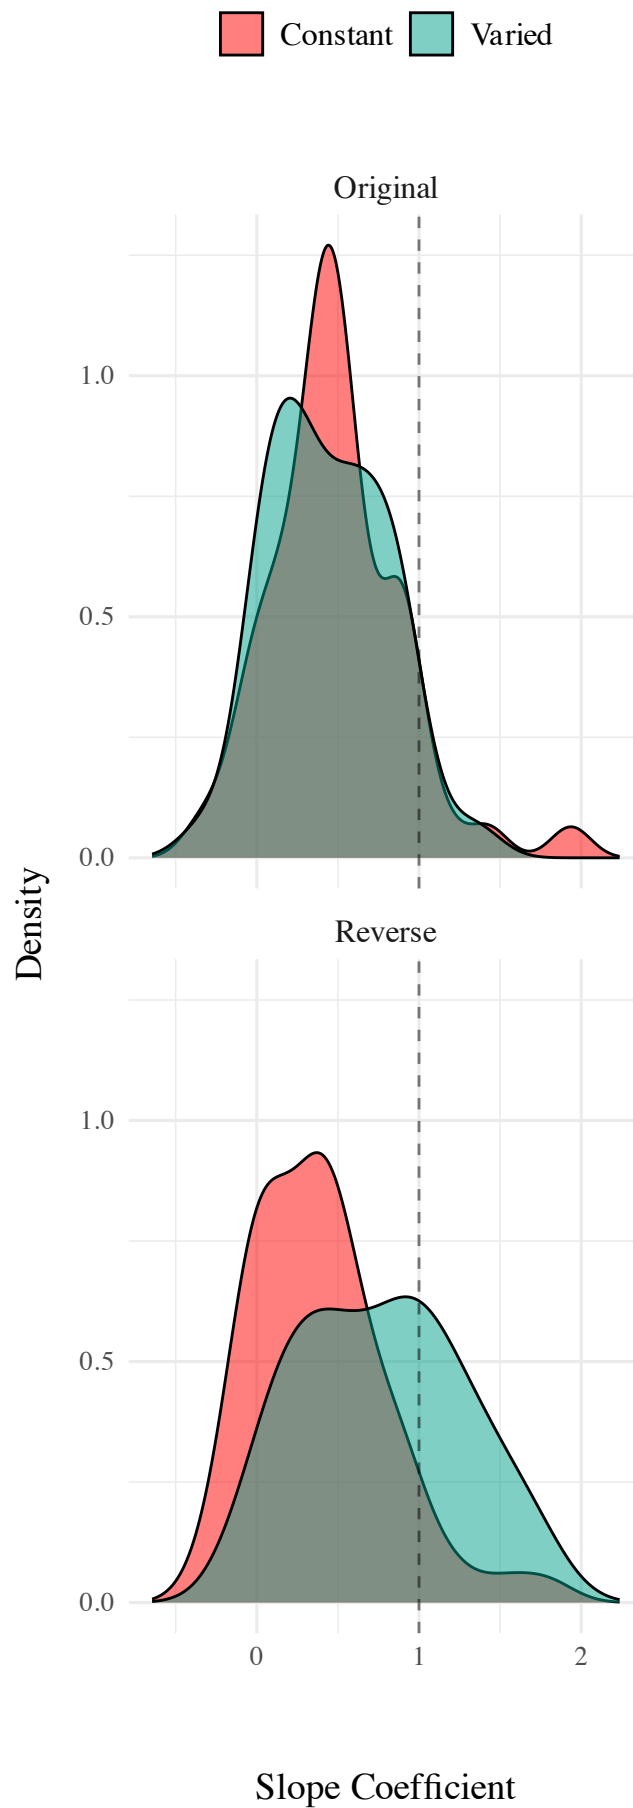 Constant Varied
Original
1.0
0.5
0.0
Density
Reverse
1.0
0.5
0.0
0 1 2
Slope Coefficient